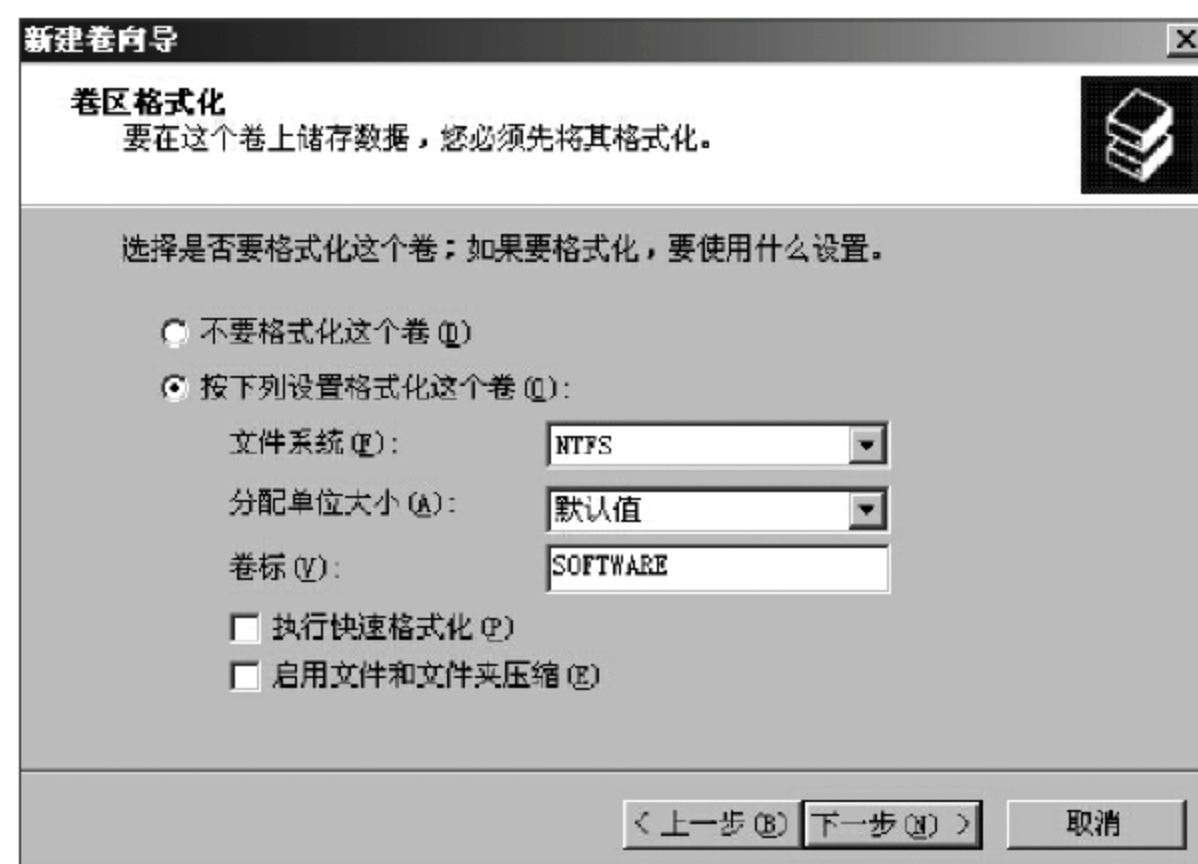 新建卷向导
卷区格式化
要在这个卷上储存数据，您必须先将其格式化。
选择是否要格式化这个卷；如果要格式化，要使用什么设置。
不要格式化这个卷(D)
按下列设置格式化这个卷(O)：
文件系统(F)： NTFS
分配单位大小(A)： 默认值
卷标(V)： SOFTWARE
执行快速格式化(P)
启用文件和文件夹压缩(E)
< 上一步(B) 下一步(N) > 取消